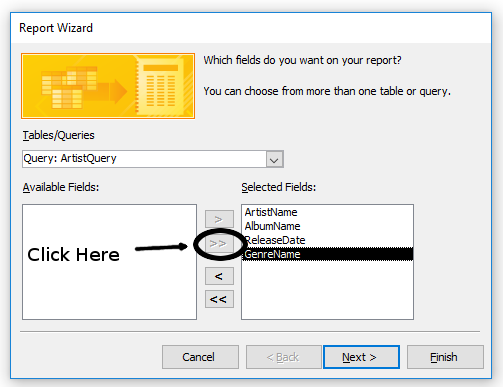 Report Wizard
Which fields do you want on your report?
You can choose from more than one table or query.
Tables/Queries
Query: ArtistQuery
Available Fields:
Selected Fields:
Click Here
>
>>
<
<<
ArtistName
AlbumName
ReleaseDate
GenreName
Cancel
< Back
Next >
Finish